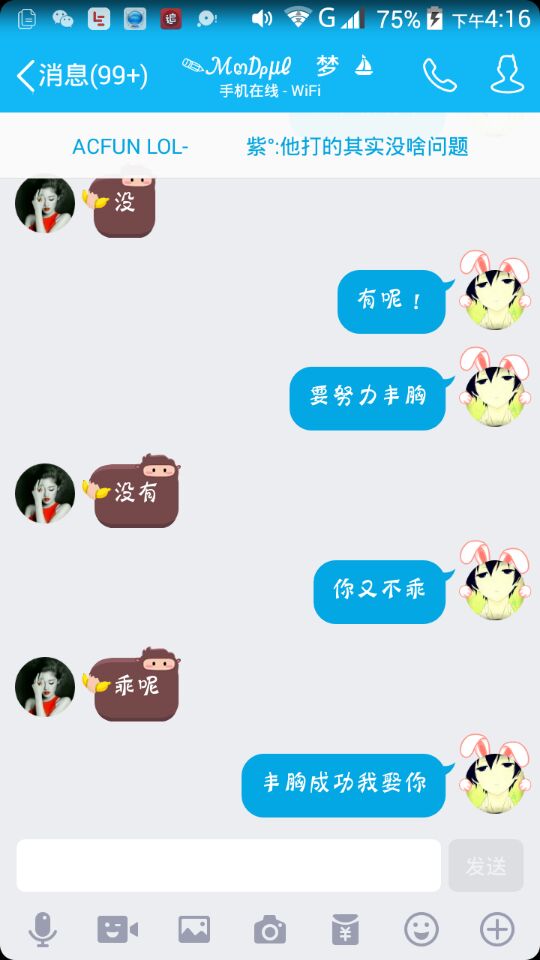 G 75% 下午4:16
消息(99+) 梦
手机在线 - WiFi
ACFUN LOL- 紫°:他打的其实没啥问题
没
有呢！
要努力丰胸
没有
你又不乖
乖呢
丰胸成功我娶你
发送